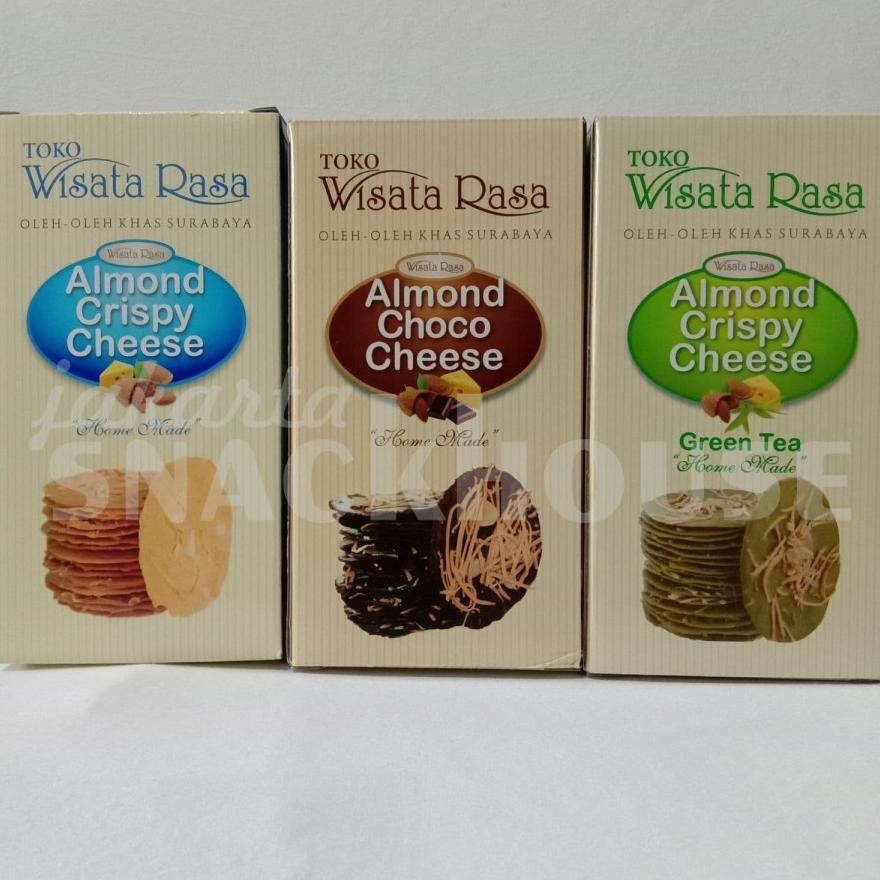 TOKO
Wisata Rasa
OLEH-OLEH KHAS SURABAYA
Wisata Rasa
Almond
Crispy
Cheese
"Home Made"
TOKO
Wisata Rasa
OLEH-OLEH KHAS SURABAYA
Wisata Rasa
Almond
Choco
Cheese
"Home Made"
TOKO
Wisata Rasa
OLEH-OLEH KHAS SURABAYA
Wisata Rasa
Almond
Crispy
Cheese
Green Tea
"Home Made"
jakarta
SNACKHOUSE